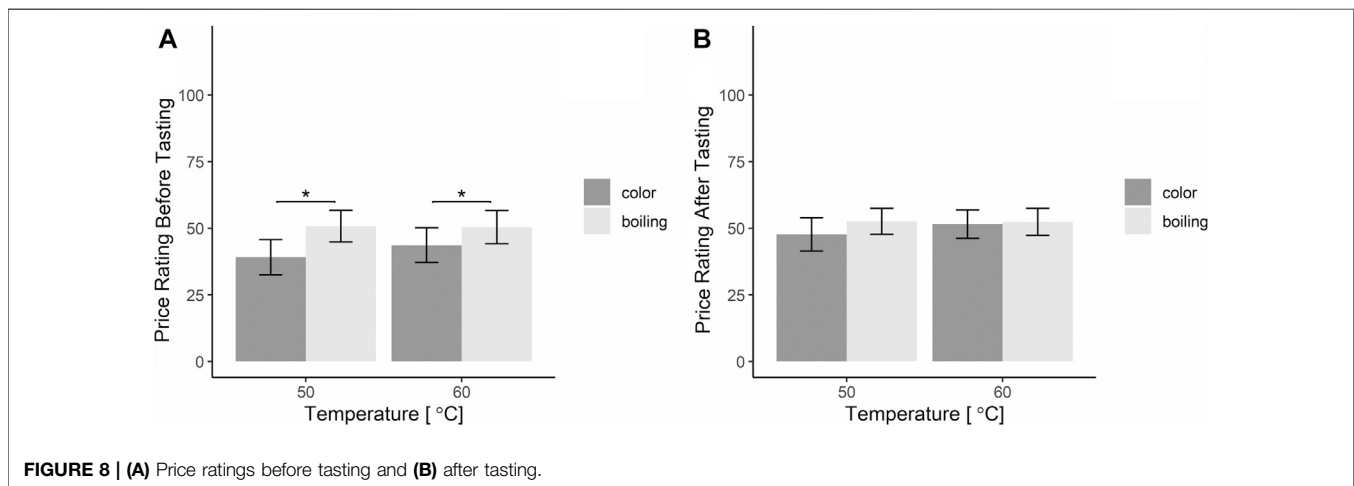 A
Price Rating Before Tasting
100
75
50
25
0
*
*
50
60
Temperature [ °C]
color
boiling
B
Price Rating After Tasting
100
75
50
25
0
50
60
Temperature [ °C]
color
boiling
FIGURE 8 | (A) Price ratings before tasting and (B) after tasting.